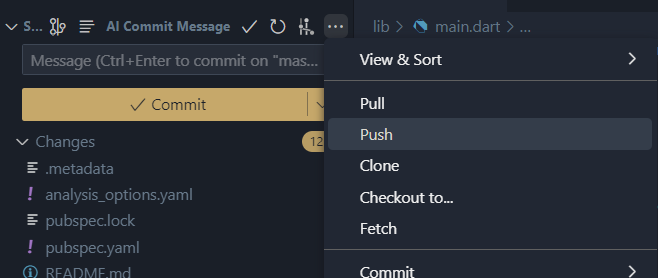 S... AI Commit Message ...
lib > main.dart > ...
Message (Ctrl+Enter to commit on "mas...
Commit
Changes 12
.metadata
! analysis_options.yaml
pubspec.lock
! pubspec.yaml
README.md
View & Sort
Pull
Push
Clone
Checkout to...
Fetch
Commit